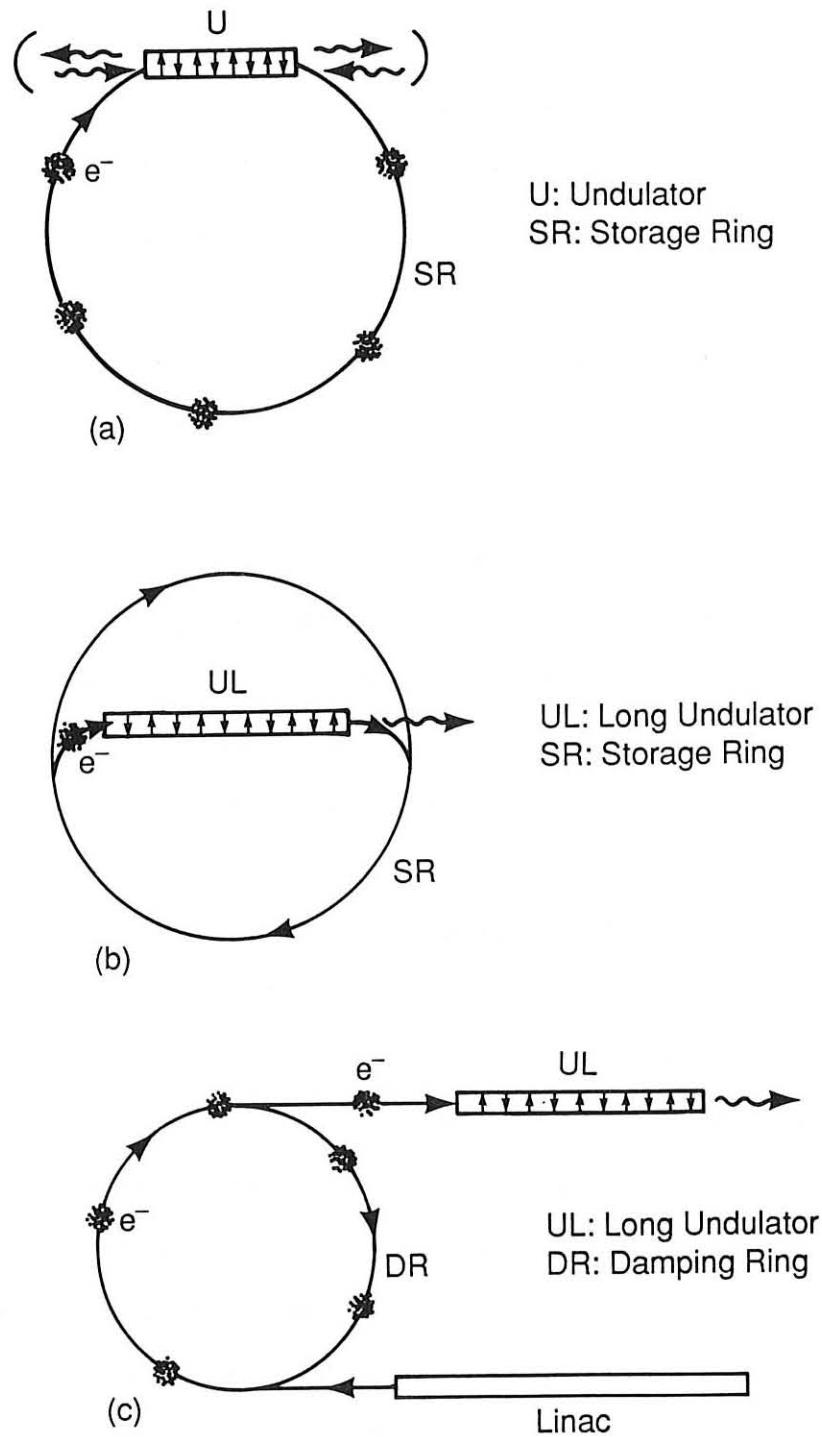 U
e⁻
U: Undulator
SR: Storage Ring
SR
(a)
UL
e⁻
UL: Long Undulator
SR: Storage Ring
SR
(b)
e⁻
UL
e⁻
UL: Long Undulator
DR: Damping Ring
DR
Linac
(c)